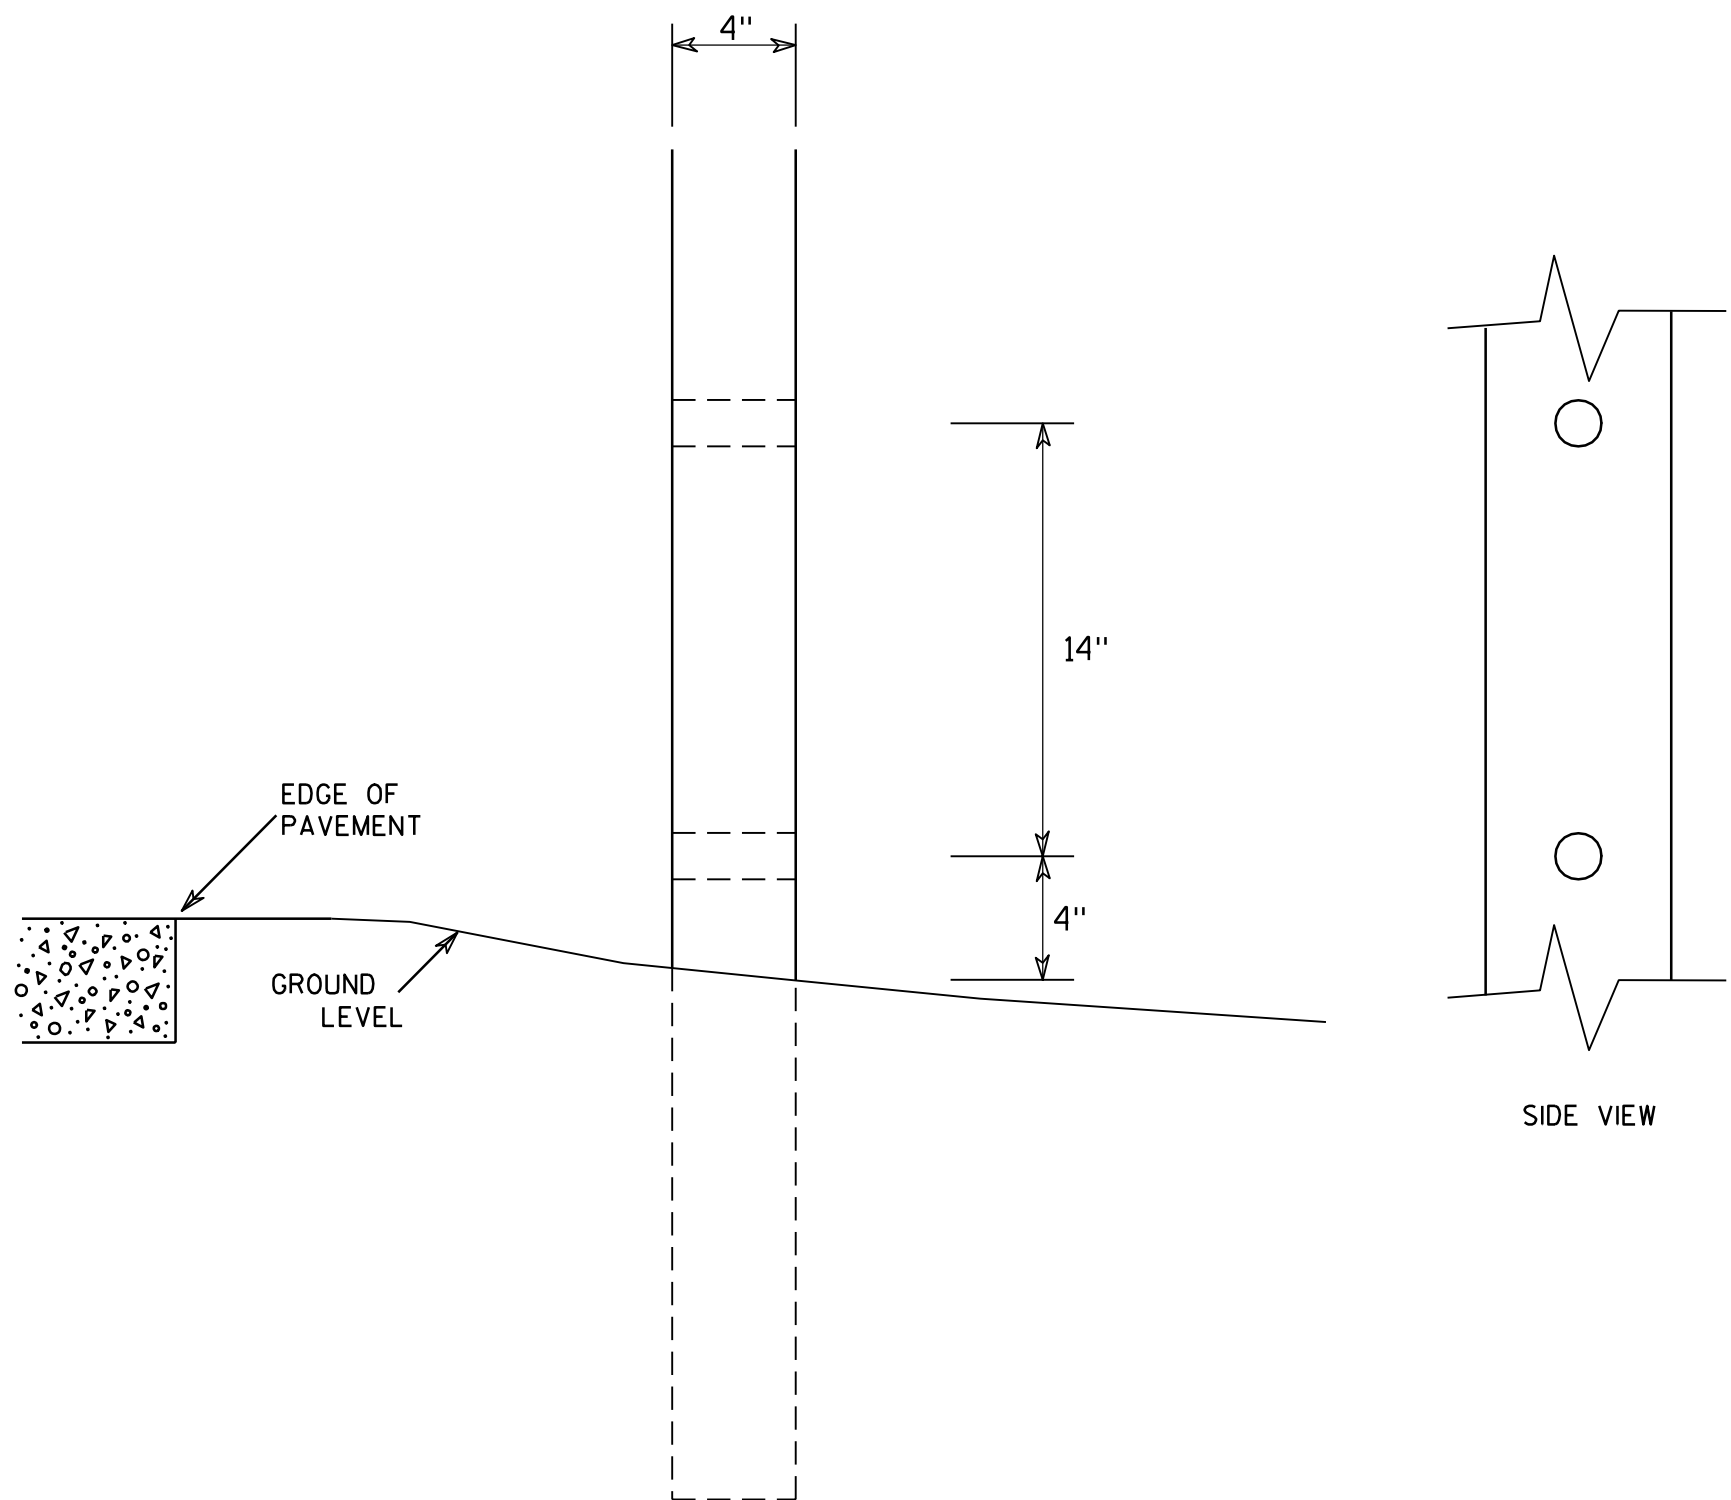 4"
14"
EDGE OF
PAVEMENT
4"
GROUND
LEVEL
SIDE VIEW